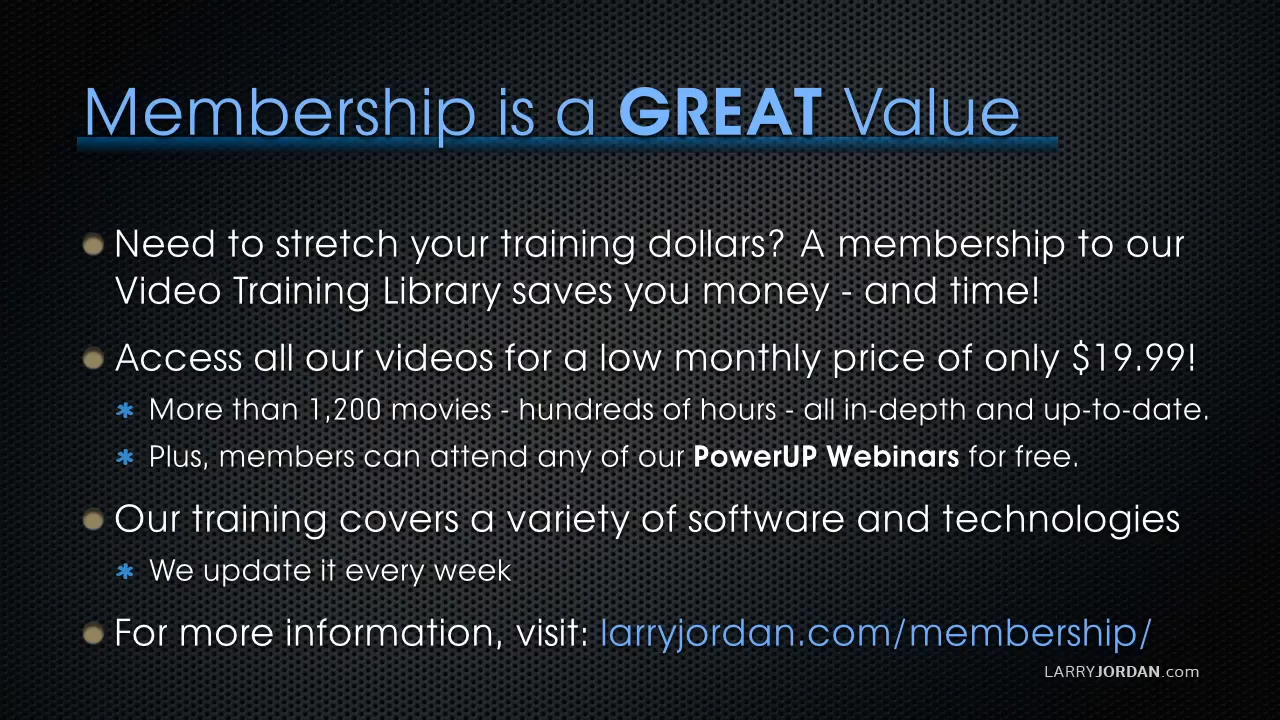 Membership is a GREAT Value
Need to stretch your training dollars? A membership to our
Video Training Library saves you money - and time!
Access all our videos for a low monthly price of only $19.99!
More than 1,200 movies - hundreds of hours - all in-depth and up-to-date.
Plus, members can attend any of our PowerUP Webinars for free.
Our training covers a variety of software and technologies
We update it every week
For more information, visit: larryjordan.com/membership/
LARRYJORDAN.com